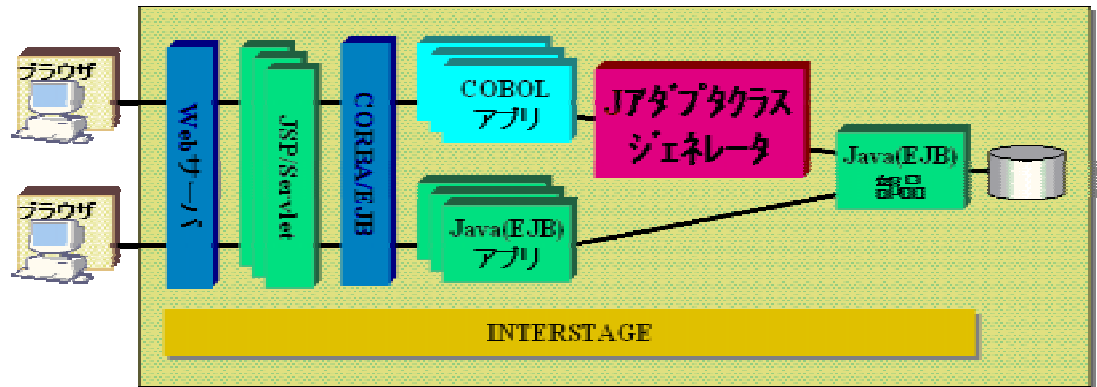 ブラウザ
Webサーバ
JSP/Servlet
CORBA/EJB
COBOL
アプリ
Jアダプタクラス
ジェネレータ
Java(EJB)
部品
ブラウザ
Java(EJB)
アプリ
INTERSTAGE